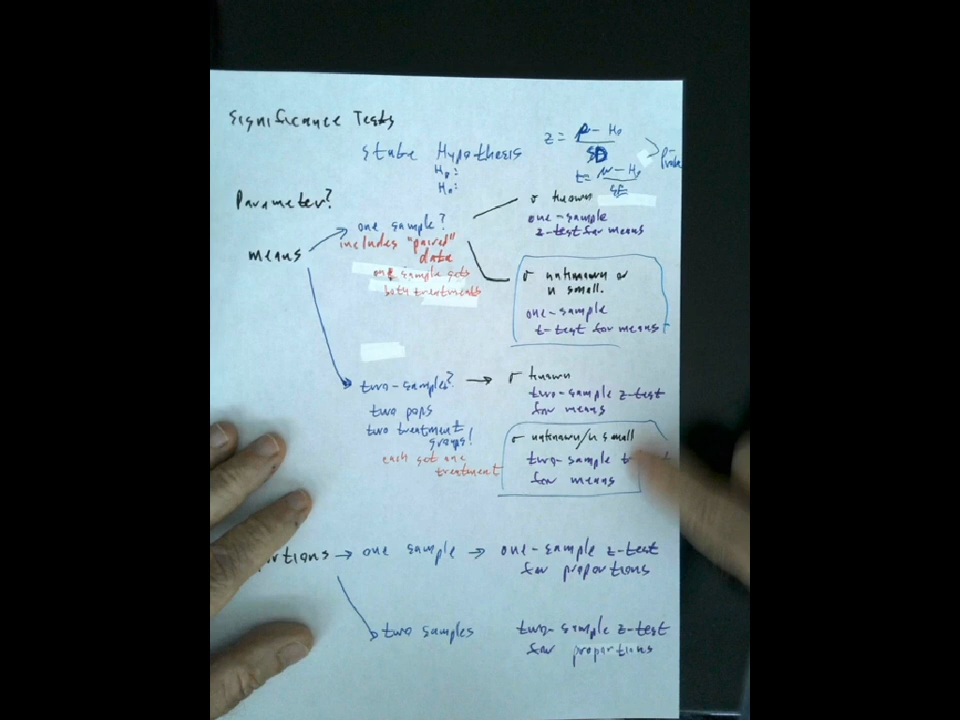 Significance Tests
State Hypothesis
H₀:
Hₐ:
z = μ - H₀
SD
t = μ - H₀
SE
Parameter?
means
one sample?
includes "paired"
data
one sample gets
both treatments
σ known
one-sample
z-test for means
σ unknown or
n small.
one-sample
t-test for means
two-samples?
two pops
two treatment
groups!
each get one
treatment
σ known
two-sample z-test
for means
σ unknown/n small
two-sample t
for means
rtions → one sample → one-sample z-test
for proportions
two samples
two-sample z-test
for proportions